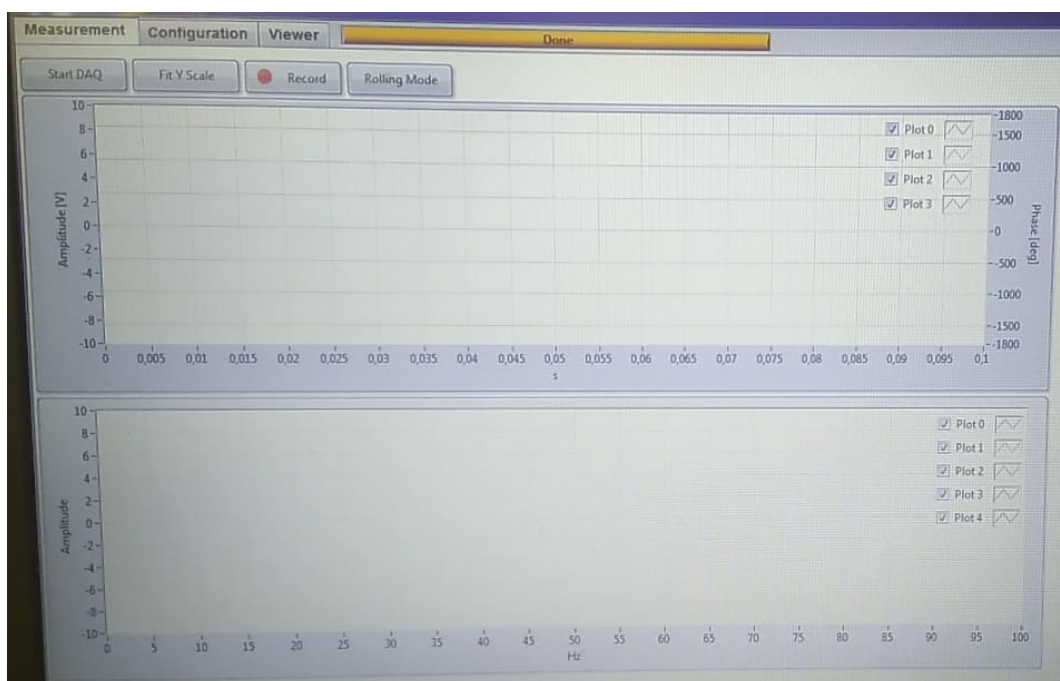 Measurement Configuration Viewer Done
Start DAQ Fit Y Scale Record Rolling Mode
10
8
6
4
2
0
-2
-4
-6
-8
-10
Amplitude [V]
Plot 0
Plot 1
Plot 2
Plot 3
1800
1500
1000
500
0
-500
-1000
-1500
-1800
Phase [deg]
0 0,005 0,01 0,015 0,02 0,025 0,03 0,035 0,04 0,045 0,05 0,055 0,06 0,065 0,07 0,075 0,08 0,085 0,09 0,095 0,1
s
10
8
6
4
2
0
-2
-4
-6
-8
-10
Amplitude
Plot 0
Plot 1
Plot 2
Plot 3
Plot 4
0 5 10 15 20 25 30 35 40 45 50 55 60 65 70 75 80 85 90 95 100
Hz